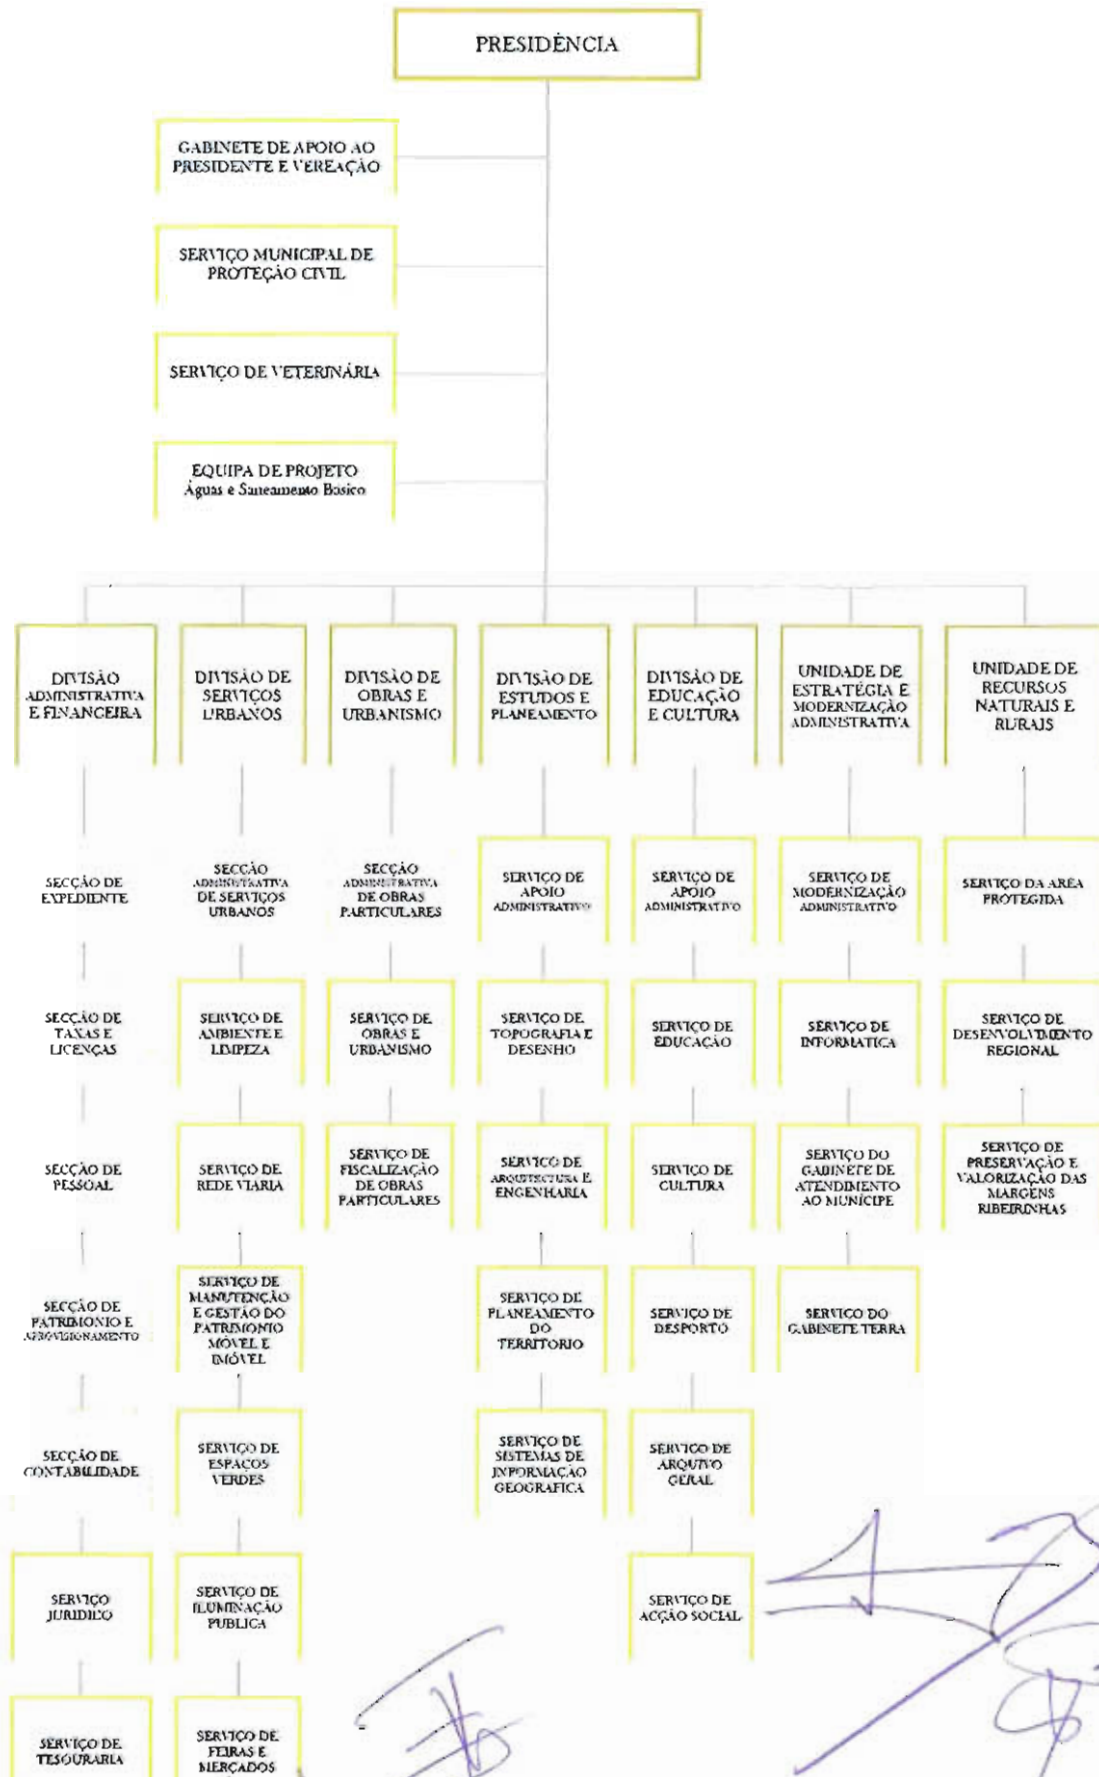 PRESIDÊNCIA
GABINETE DE APOIO AO
PRESIDENTE E VEREAÇÃO
SERVIÇO MUNICIPAL DE
PROTEÇÃO CIVIL
SERVIÇO DE VETERINÁRIA
EQUIPA DE PROJETO
Águas e Saneamento Básico
DIVISÃO
ADMINISTRATIVA
E FINANCEIRA
SECÇÃO DE
EXPEDIENTE
SECÇÃO DE
TAXAS E
LICENÇAS
SECÇÃO DE
PESSOAL
SECÇÃO DE
PATRIMONIO E
APROVISIONAMENTO
SECÇÃO DE
CONTABILIDADE
SERVIÇO
JURIDICO
SERVIÇO DE
TESOURARIA
DIVISÃO DE
SERVIÇOS
URBANOS
SECÇÃO
ADMINISTRATIVA
DE SERVIÇOS
URBANOS
SERVIÇO DE
AMBIENTE E
LIMPEZA
SERVIÇO DE
REDE VIARIA
SERVIÇO DE
MANUTENÇÃO
E GESTÃO DO
PATRIMONIO
MÓVEL E
IMÓVEL
SERVIÇO DE
ESPAÇOS
VERDES
SERVIÇO DE
ILUMINAÇÃO
PUBLICA
SERVIÇO DE
FEIRAS E
MERCADOS
DIVISÃO DE
OBRAS E
URBANISMO
SECÇÃO
ADMINISTRATIVA
DE OBRAS
PARTICULARES
SERVIÇO DE
OBRAS E
URBANISMO
SERVIÇO DE
FISCALIZAÇÃO
DE OBRAS
PARTICULARES
DIVISÃO DE
ESTUDOS E
PLANEAMENTO
SERVIÇO DE
APOIO
ADMINISTRATIVO
SERVIÇO DE
TOPOGRAFIA E
DESENHO
SERVICO DE
ARQUITECTURA E
ENGENHARIA
SERVIÇO DE
PLANEAMENTO
DO
TERRITORIO
SERVIÇO DE
SISTEMAS DE
INFORMAÇÃO
GEOGRAFICA
DIVISÃO DE
EDUCAÇÃO
E CULTURA
SERVIÇO DE
APOIO
ADMINISTRATIVO
SERVIÇO DE
EDUCAÇÃO
SERVIÇO DE
CULTURA
SERVIÇO DE
DESPORTO
SERVICO DE
ARQUIVO
GERAL
SERVIÇO DE
ACÇÃO SOCIAL
UNIDADE DE
ESTRATÉGIA E
MODERNIZAÇÃO
ADMINISTRATIVA
SERVIÇO DE
MODERNIZAÇÃO
ADMINISTRATIVO
SERVIÇO DE
INFORMATICA
SERVIÇO DO
GABINETE DE
ATENDIMENTO
AO MUNÍCIPE
SERVIÇO DO
GABINETE TERRA
UNIDADE DE
RECURSOS
NATURAIS E
RURAIS
SERVIÇO DA AREA
PROTEGIDA
SERVIÇO DE
DESENVOLVIMENTO
REGIONAL
SERVIÇO DE
PRESERVAÇÃO E
VALORIZAÇÃO DAS
MARGENS
RIBEIRINHAS